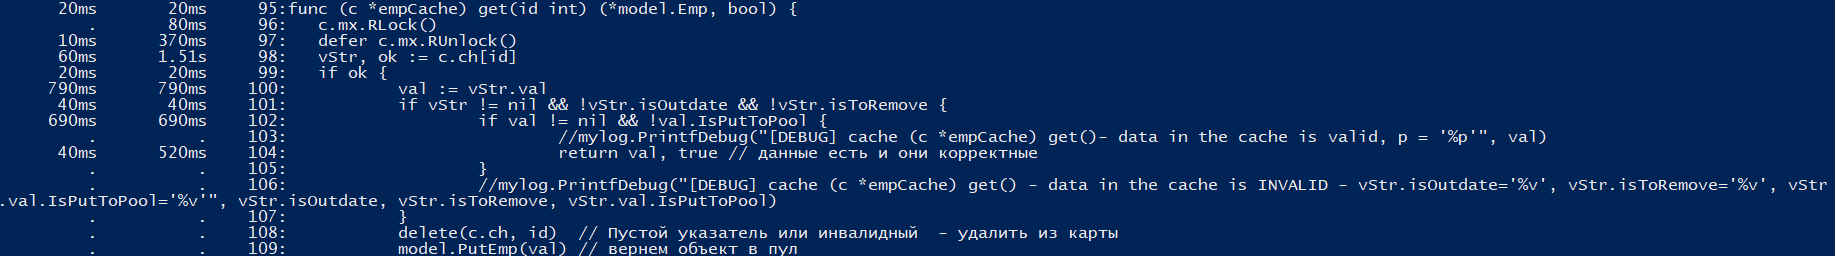 20ms 20ms 95:func (c *empCache) get(id int) (*model.Emp, bool) {
. 80ms 96: c.mx.RLock()
10ms 370ms 97: defer c.mx.RUnlock()
60ms 1.51s 98: vStr, ok := c.ch[id]
20ms 20ms 99: if ok {
790ms 790ms 100: val := vStr.val
40ms 40ms 101: if vStr != nil && !vStr.isOutdate && !vStr.isToRemove {
690ms 690ms 102: if val != nil && !val.IsPutToPool {
. . 103: //mylog.PrintfDebug("[DEBUG] cache (c *empCache) get()- data in the cache is valid, p = '%p'", val)
40ms 520ms 104: return val, true // данные есть и они корректные
. . 105: }
. . 106: //mylog.PrintfDebug("[DEBUG] cache (c *empCache) get() - data in the cache is INVALID - vStr.isOutdate='%v', vStr.isToRemove='%v', vStr
.val.IsPutToPool='%v'", vStr.isOutdate, vStr.isToRemove, vStr.val.IsPutToPool)
. . 107: }
. . 108: delete(c.ch, id) // Пустой указатель или инвалидный - удалить из карты
. . 109: model.PutEmp(val) // вернем объект в пул